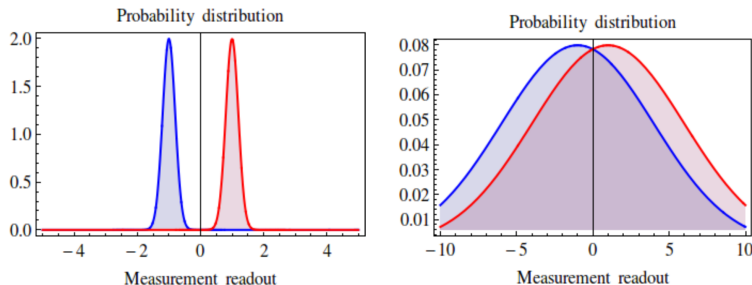 Probability distribution
2.0
1.5
1.0
0.5
0.0
−4 −2 0 2 4
Measurement readout
Probability distribution
0.08
0.07
0.06
0.05
0.04
0.03
0.02
0.01
−10 −5 0 5 10
Measurement readout